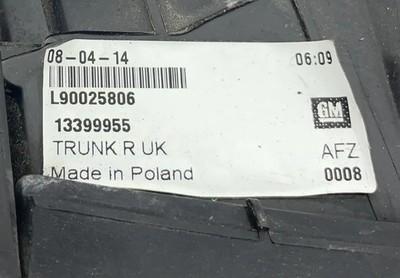 08-04-14 06:09
L90025806
GM
13399955
TRUNK R UK AFZ
Made in Poland 0008